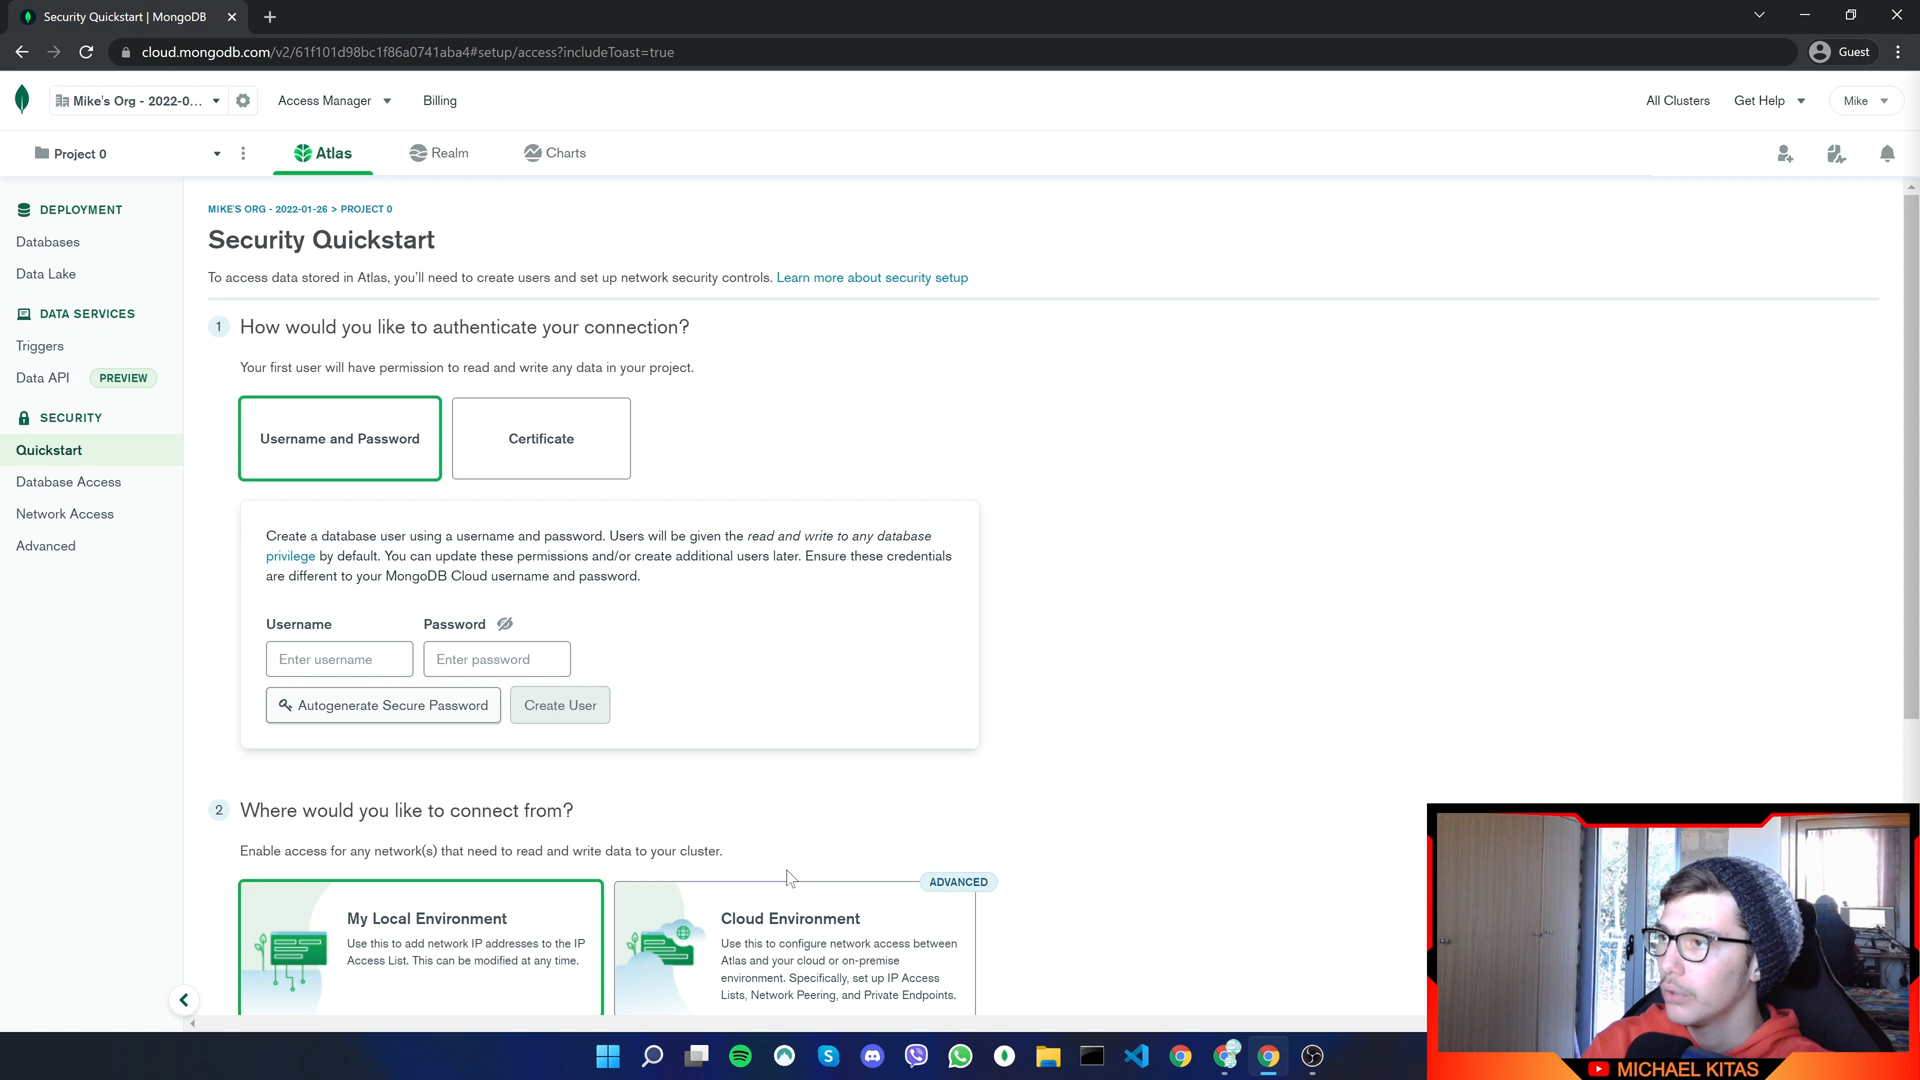 Security Quickstart | MongoDB
cloud.mongodb.com/v2/61f101d98bc1f86a0741aba4#setup/access?includeToast=true
Guest
Mike's Org - 2022-0...
Access Manager
Billing
All Clusters
Get Help
Mike
Project 0
Atlas
Realm
Charts
DEPLOYMENT
Databases
Data Lake
DATA SERVICES
Triggers
Data API PREVIEW
SECURITY
Quickstart
Database Access
Network Access
Advanced
MIKE'S ORG - 2022-01-26 > PROJECT 0
Security Quickstart
To access data stored in Atlas, you'll need to create users and set up network security controls. Learn more about security setup
1 How would you like to authenticate your connection?
Your first user will have permission to read and write any data in your project.
Username and Password
Certificate
Create a database user using a username and password. Users will be given the read and write to any database
privilege by default. You can update these permissions and/or create additional users later. Ensure these credentials
are different to your MongoDB Cloud username and password.
Username
Password
Enter username
Enter password
Autogenerate Secure Password
Create User
2 Where would you like to connect from?
Enable access for any network(s) that need to read and write data to your cluster.
My Local Environment
Use this to add network IP addresses to the IP
Access List. This can be modified at any time.
ADVANCED
Cloud Environment
Use this to configure network access between
Atlas and your cloud or on-premise
environment. Specifically, set up IP Access
Lists, Network Peering, and Private Endpoints.
MICHAEL KITAS